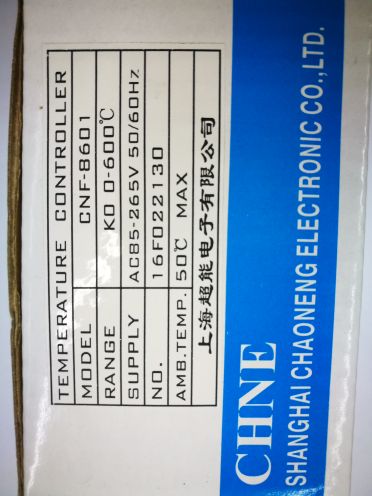 TEMPERATURE CONTROLLER
MODEL CNF-8601
RANGE K0 0-600℃
SUPPLY AC85-265V 50/60Hz
NO. 16F022130
AMB.TEMP. 50℃ MAX
上海超能电子有限公司
CHNE
SHANGHAI CHAONENG ELECTRONIC CO.,LTD.